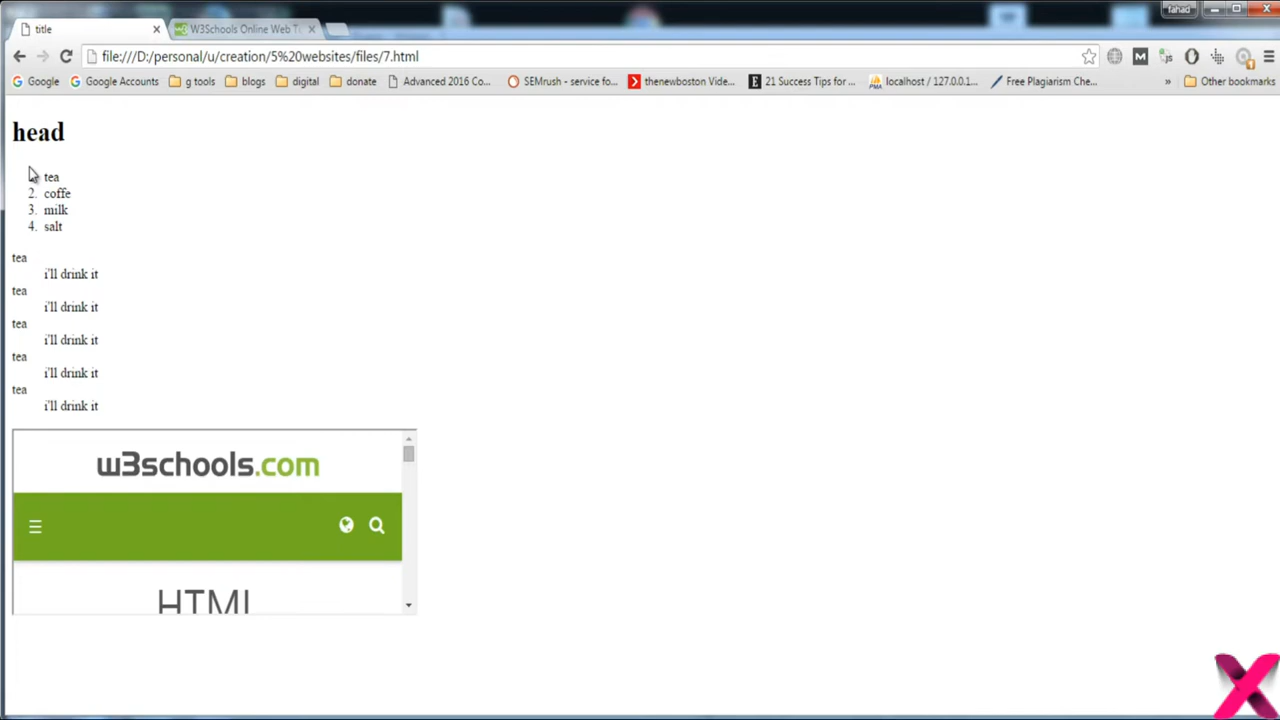 fahad
title
W3Schools Online Web T
file:///D:/personal/u/creation/5%20websites/files/7.html
Google Google Accounts g tools blogs digital donate Advanced 2016 Co... SEMrush - service fo... thenewboston Vide... 21 Success Tips for ... localhost / 127.0.0.1... Free Plagiarism Che... » Other bookmarks
head
tea
2. coffe
3. milk
4. salt
tea
i'll drink it
tea
i'll drink it
tea
i'll drink it
tea
i'll drink it
tea
i'll drink it
w3schools.com
HTML